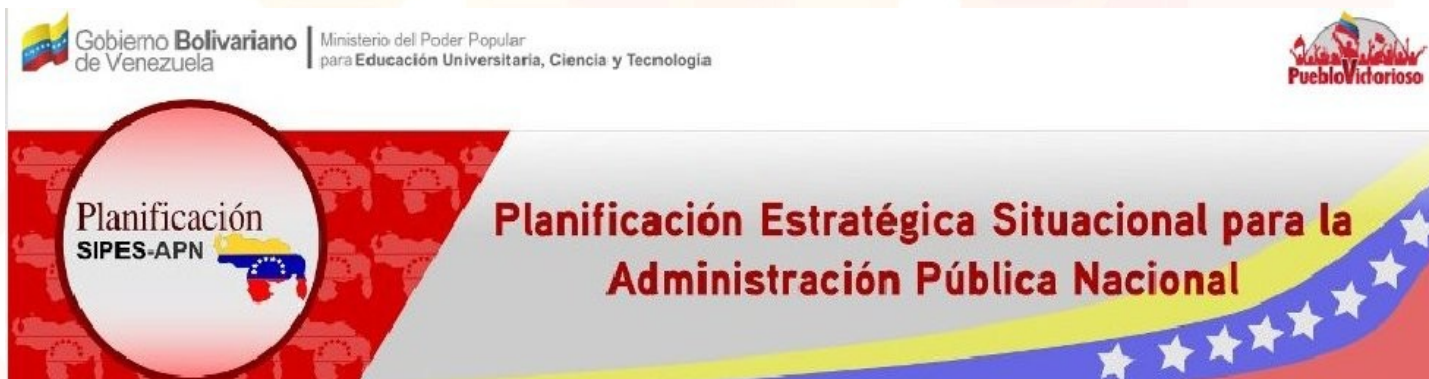 Gobierno Bolivariano
de Venezuela
Ministerio del Poder Popular
para Educación Universitaria, Ciencia y Tecnología
PuebloVictorioso
Planificación
SIPES-APN
Planificación Estratégica Situacional para la
Administración Pública Nacional